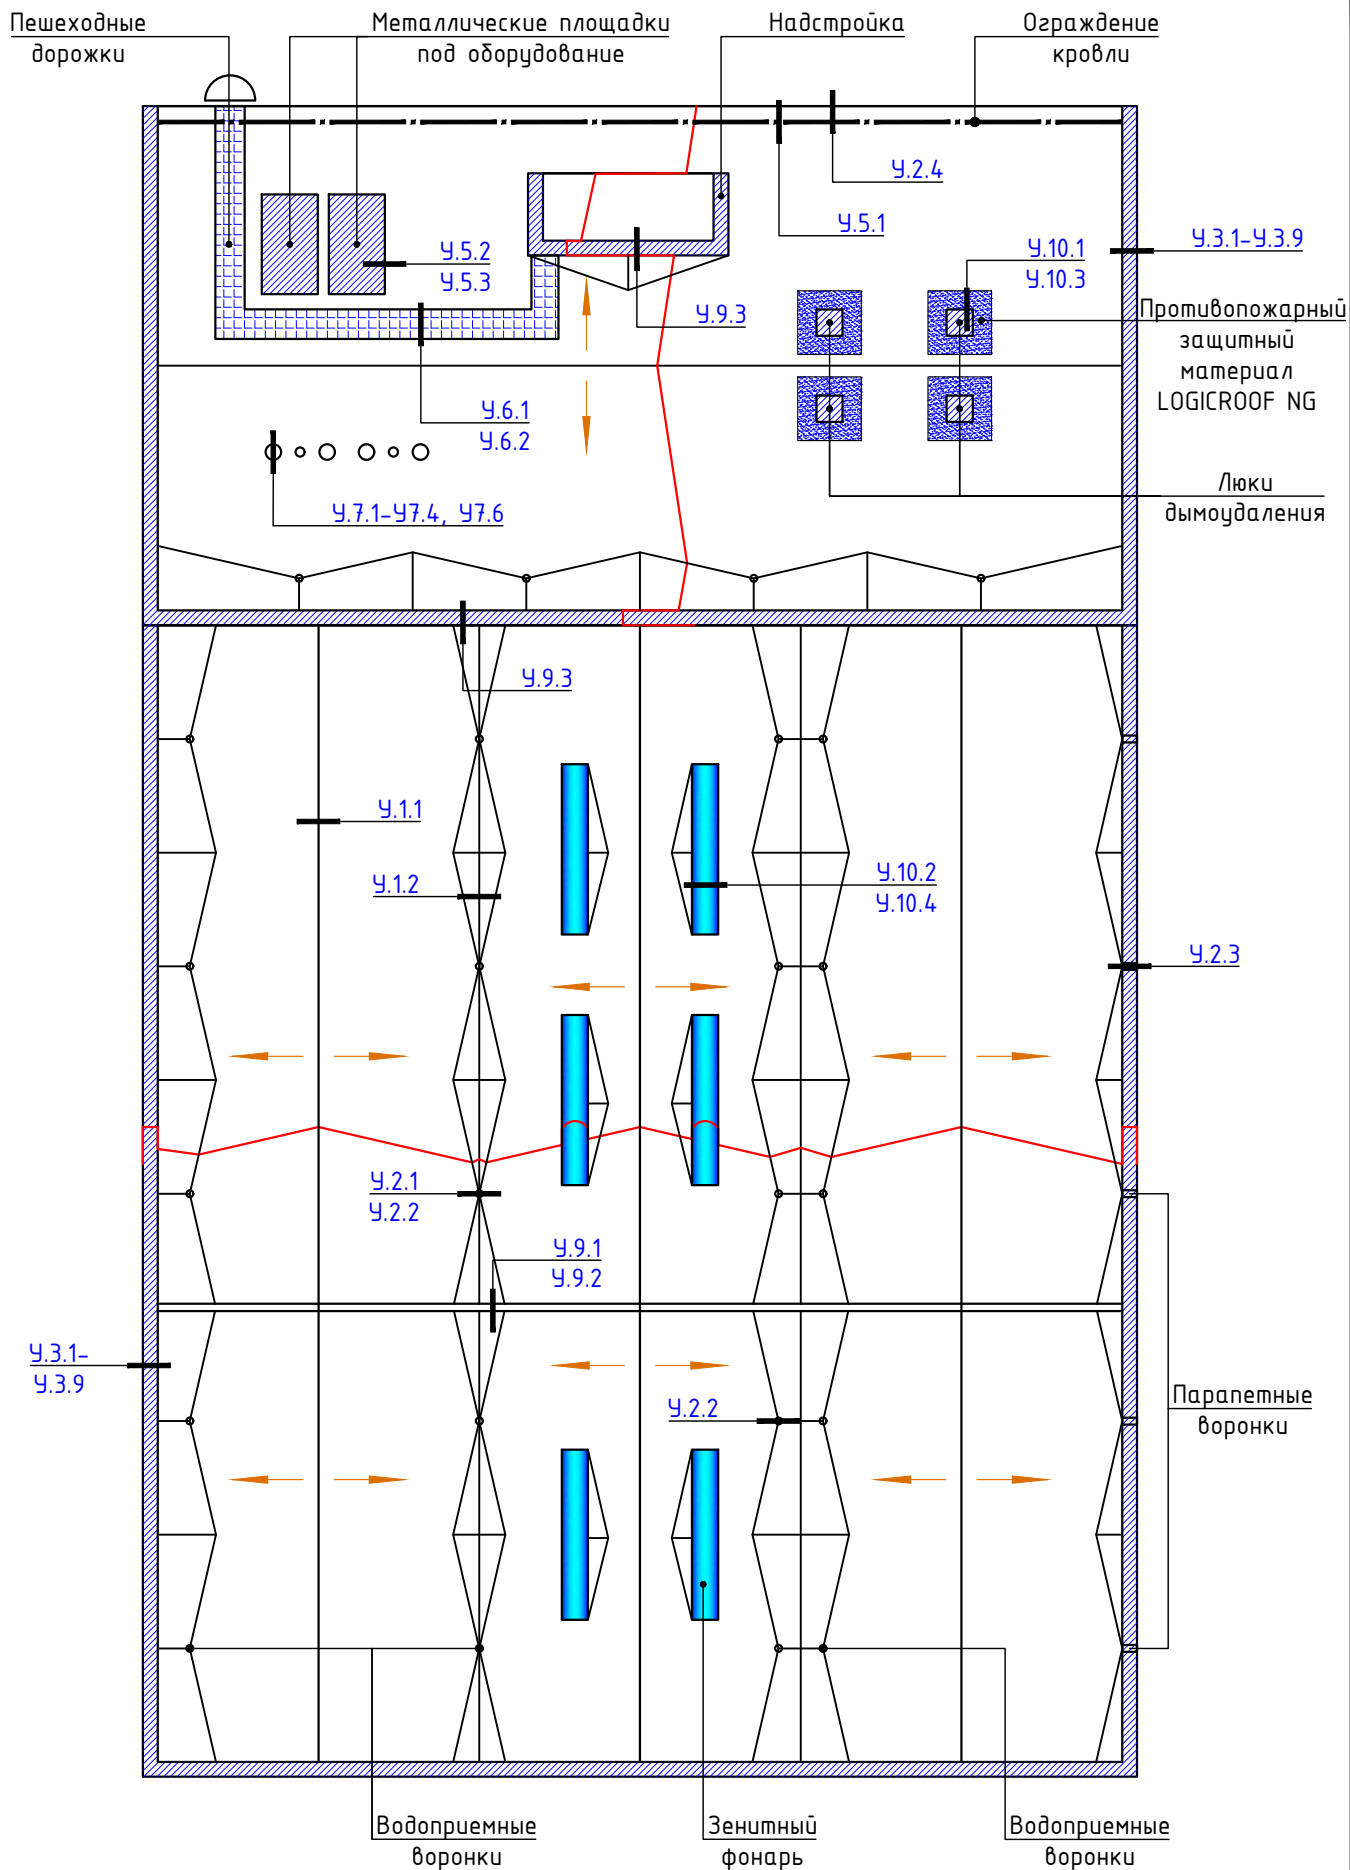 Пешеходные
дорожки
Металлические площадки
под оборудование
Надстройка
Ограждение
кровли
У.2.4
У.5.1
У.5.2
У.5.3
У.10.1
У.10.3
У.3.1-У.3.9
У.9.3
Противопожарный
защитный
материал
LOGICROOF NG
У.6.1
У.6.2
У.7.1-У7.4, У7.6
Люки
дымоудаления
У.9.3
У.1.1
У.1.2
У.10.2
У.10.4
У.2.3
У.2.1
У.2.2
У.9.1
У.9.2
У.3.1-
У.3.9
У.2.2
Парапетные
воронки
Водоприемные
воронки
Зенитный
фонарь
Водоприемные
воронки